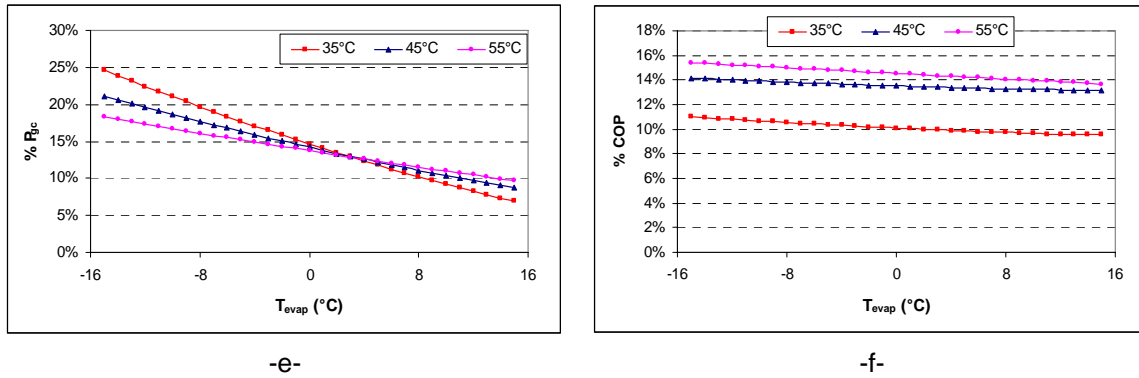 35°C 45°C 55°C
30%
25%
20%
15%
10%
5%
0%
% Pgc
-16 -8 0 8 16
Tevap (°C)
-e-
35°C 45°C 55°C
18%
16%
14%
12%
10%
8%
6%
4%
2%
0%
% COP
-16 -8 0 8 16
Tevap (°C)
-f-